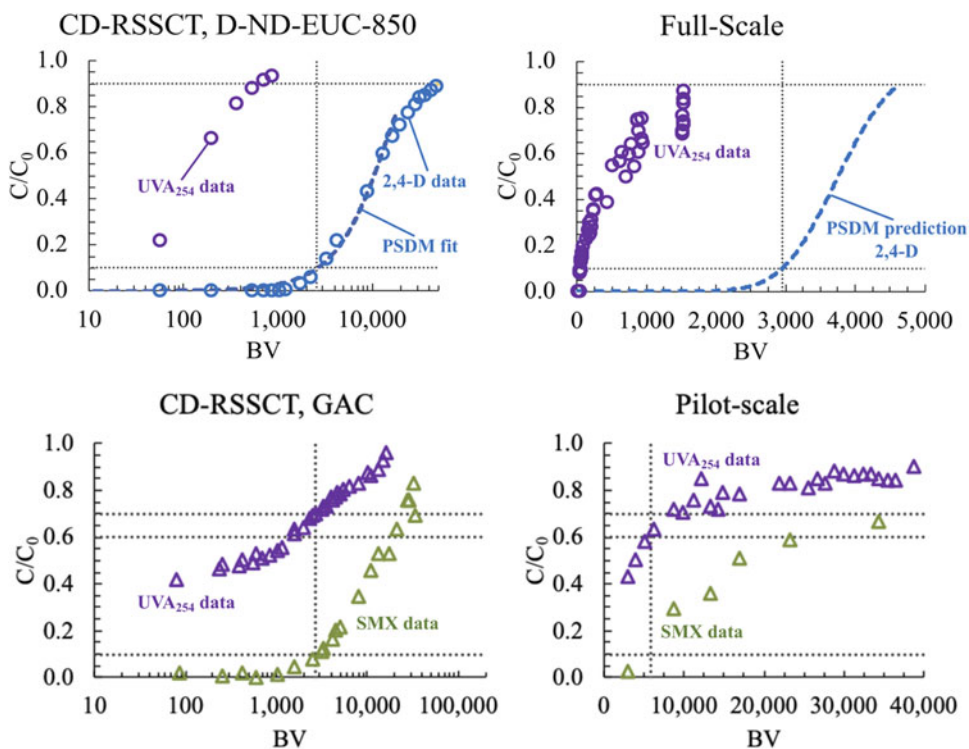 CD-RSSCT, D-ND-EUC-850
1.0
0.8
0.6
0.4
0.2
0.0
C/C₀
UVA₂₅₄ data
2,4-D data
PSDM fit
10
100
1,000
10,000
BV
Full-Scale
1.0
0.8
0.6
0.4
0.2
0.0
C/C₀
UVA₂₅₄ data
PSDM prediction
2,4-D
0
1,000
2,000
3,000
4,000
5,000
BV
CD-RSSCT, GAC
1.0
0.8
0.6
0.4
0.2
0.0
C/C₀
UVA₂₅₄ data
SMX data
10
100
1,000
10,000
100,000
BV
Pilot-scale
1.0
0.8
0.6
0.4
0.2
0.0
C/C₀
UVA₂₅₄ data
SMX data
0
10,000
20,000
30,000
40,000
BV